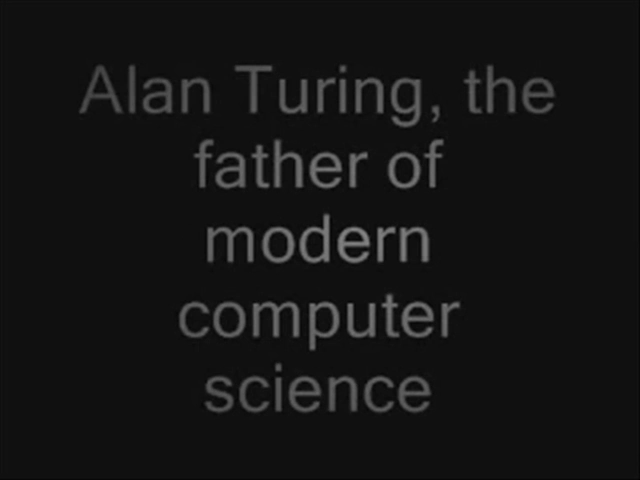 Alan Turing, the
father of
modern
computer
science